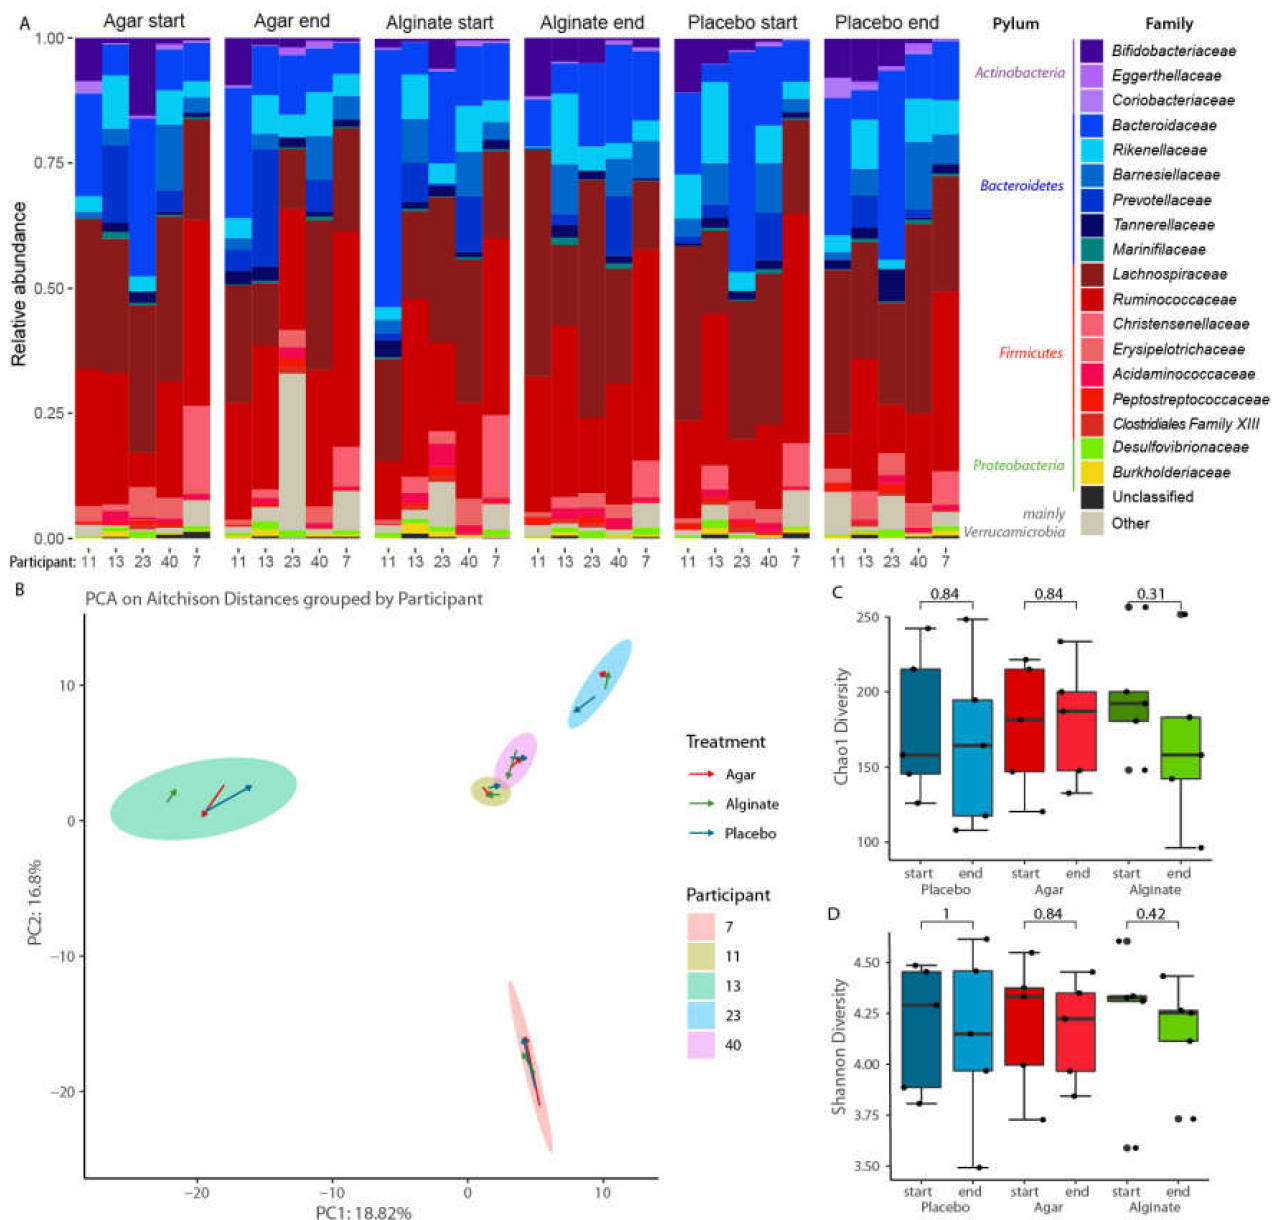 A
Agar start
Agar end
Alginate start
Alginate end
Placebo start
Placebo end
Pylum
Family
1.00
0.75
0.50
0.25
0.00
Relative abundance
Actinobacteria
Bacteroidetes
Firmicutes
Proteobacteria
mainly
Verrucamicrobia
Bifidobacteriaceae
Eggerthellaceae
Coriobacteriaceae
Bacteroidaceae
Rikenellaceae
Barnesiellaceae
Prevotellaceae
Tannerellaceae
Marinifilaceae
Lachnospiraceae
Ruminococcaceae
Christensenellaceae
Erysipelotrichaceae
Acidaminococcaceae
Peptostreptococcaceae
Clostridiales Family XIII
Desulfovibrionaceae
Burkholderiaceae
Unclassified
Other
Participant: 11 13 23 40 7 11 13 23 40 7 11 13 23 40 7 11 13 23 40 7 11 13 23 40 7 11 13 23 40 7
B
PCA on Aitchison Distances grouped by Participant
10
0
−10
−20
PC2: 16.8%
−20 −10 0 10
PC1: 18.82%
Treatment
Agar
Alginate
Placebo
Participant
7
11
13
23
40
C
0.84 0.84 0.31
250
200
150
100
Chao1 Diversity
start end start end start end
Placebo Agar Alginate
D
1 0.84 0.42
4.50
4.25
4.00
3.75
3.50
Shannon Diversity
start end start end start end
Placebo Agar Alginate